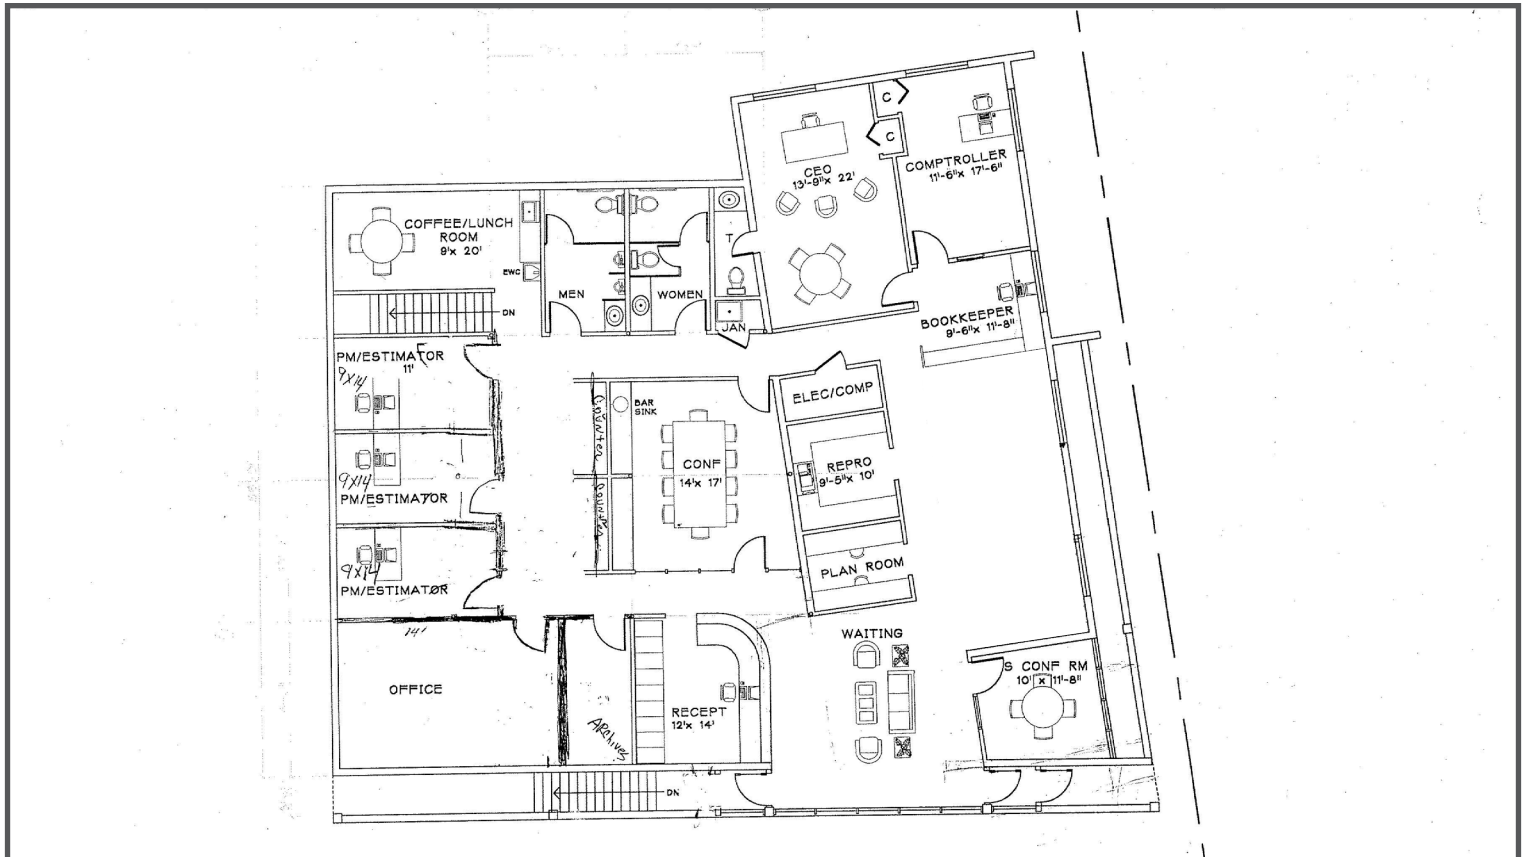 C
C
COMPTROLLER
11'-6"x 17'-6"
CEO
13'-9"x 22'
COFFEE/LUNCH
ROOM
9'x 20'
EWC
T
DN
MEN
WOMEN
JAN
BOOKKEEPER
9'-6"x 11'-8"
PM/ESTIMATOR
11'
9x14
ELEC/COMP
BAR
SINK
Counter
CONF
14'x 17'
REPRO
9'-5"x 10'
9x14
PM/ESTIMATOR
Counter
PLAN ROOM
9x14
PM/ESTIMATOR
14'
WAITING
S CONF RM
10' x 11'-8"
OFFICE
RECEPT
12'x 14'
ARchives
DN